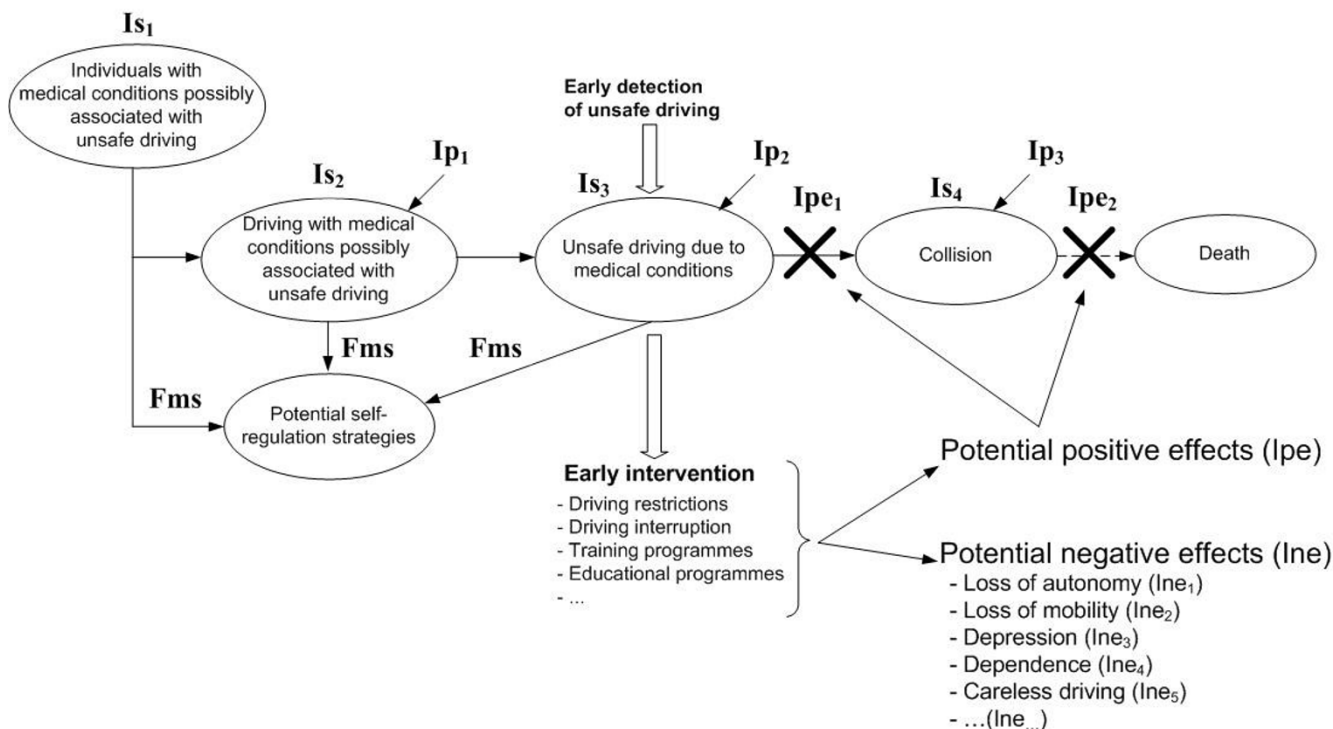 Is₁
Individuals with
medical conditions possibly
associated with
unsafe driving
Early detection
of unsafe driving
Ip₁
Is₂
Driving with medical
conditions possibly
associated with
unsafe driving
Is₃
Ip₂
Unsafe driving due to
medical conditions
Ipe₁
Is₄
Ip₃
Collision
Ipe₂
Death
Fms
Fms
Fms
Potential self-
regulation strategies
Early intervention
- Driving restrictions
- Driving interruption
- Training programmes
- Educational programmes
- ...
Potential positive effects (Ipe)
Potential negative effects (Ine)
- Loss of autonomy (Ine₁)
- Loss of mobility (Ine₂)
- Depression (Ine₃)
- Dependence (Ine₄)
- Careless driving (Ine₅)
- ...(Ine...)